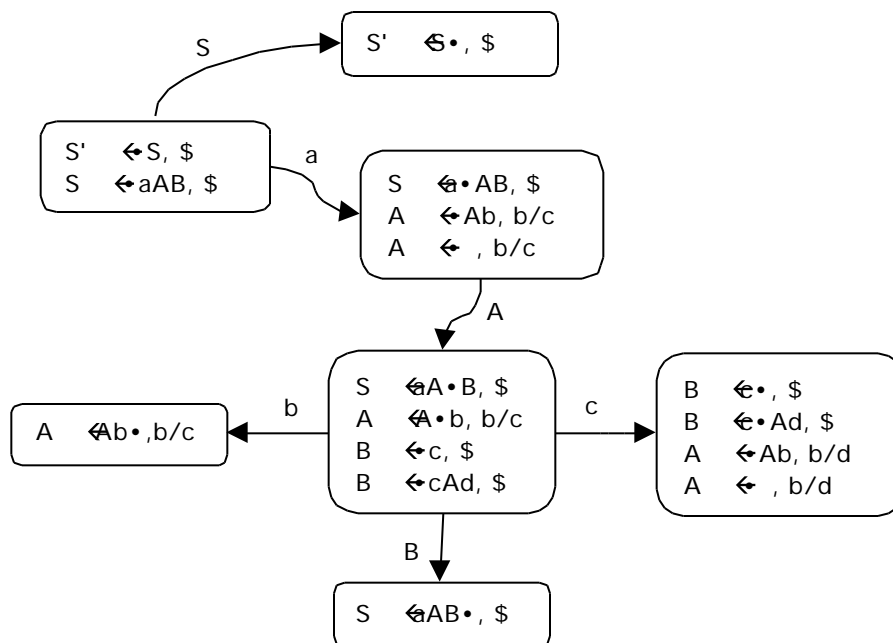 S
S' ←S•, $
S' ←•S, $
S ←•aAB, $
a
S ←a•AB, $
A ←•Ab, b/c
A ←• , b/c
A
S ←aA•B, $
A ←A•b, b/c
B ←•c, $
B ←•cAd, $
b
A ←Ab•,b/c
c
B ←c•, $
B ←c•Ad, $
A ←•Ab, b/d
A ←• , b/d
B
S ←aAB•, $